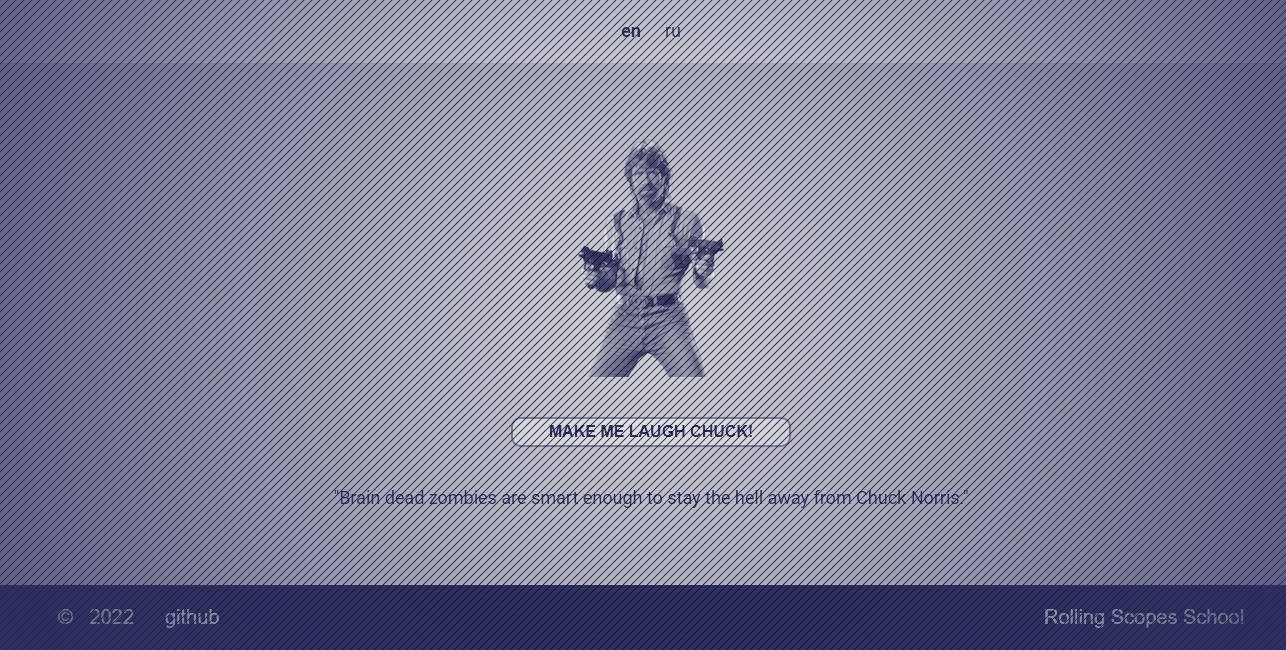 en ru
MAKE ME LAUGH CHUCK!
"Brain dead zombies are smart enough to stay the hell away from Chuck Norris."
© 2022 github Rolling Scopes School